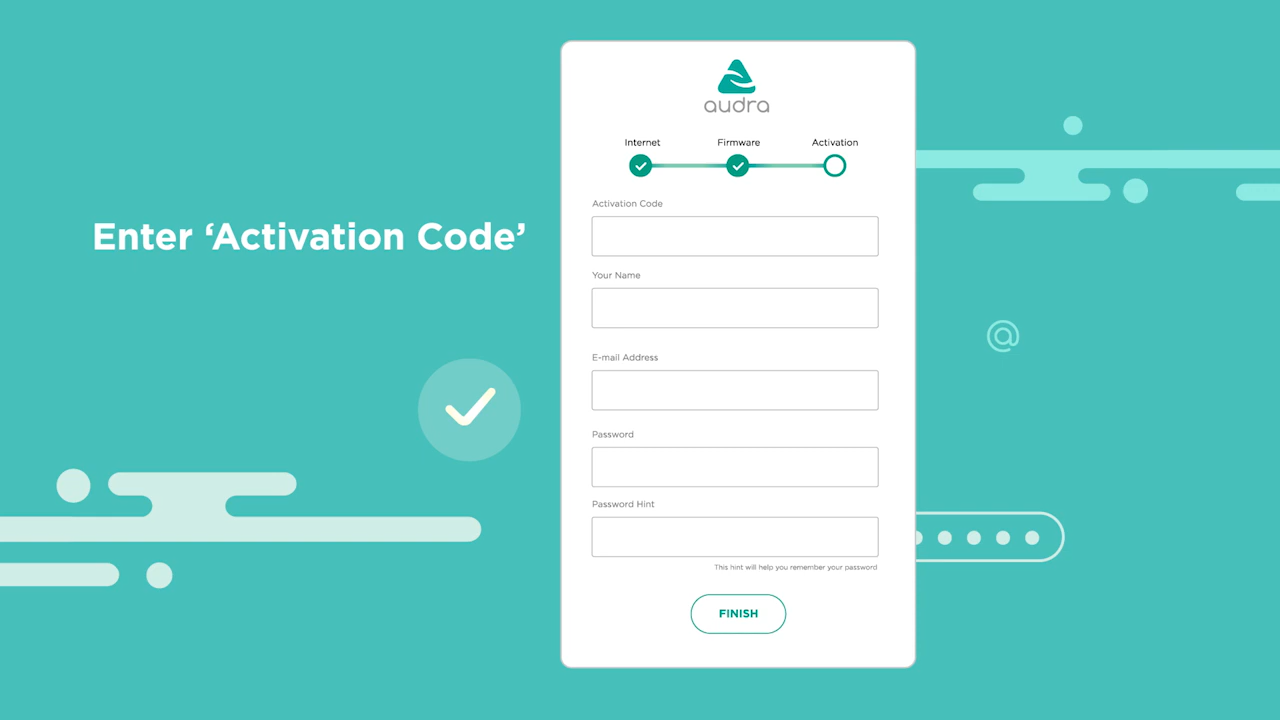 audra
Internet Firmware Activation
Activation Code
Enter ‘Activation Code’
Your Name
E-mail Address
Password
Password Hint
This hint will help you remember your password
FINISH
@